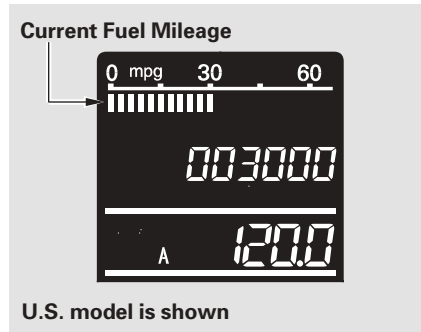 Current Fuel Mileage
0 mpg 30 60
003000
A 120.0
U.S. model is shown